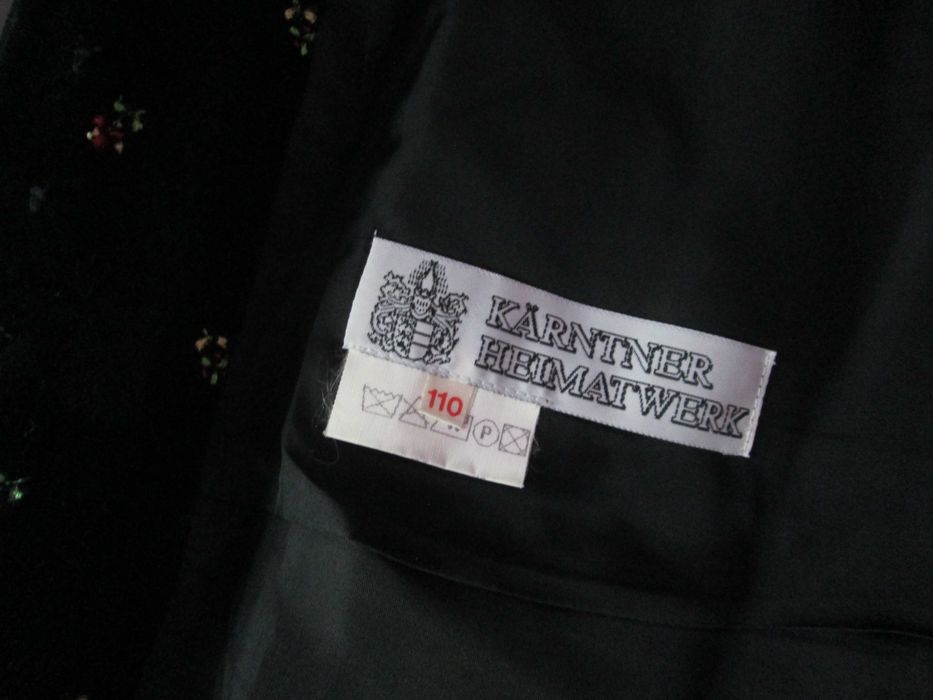 KÄRNTNER
HEIMATWERK
110
P